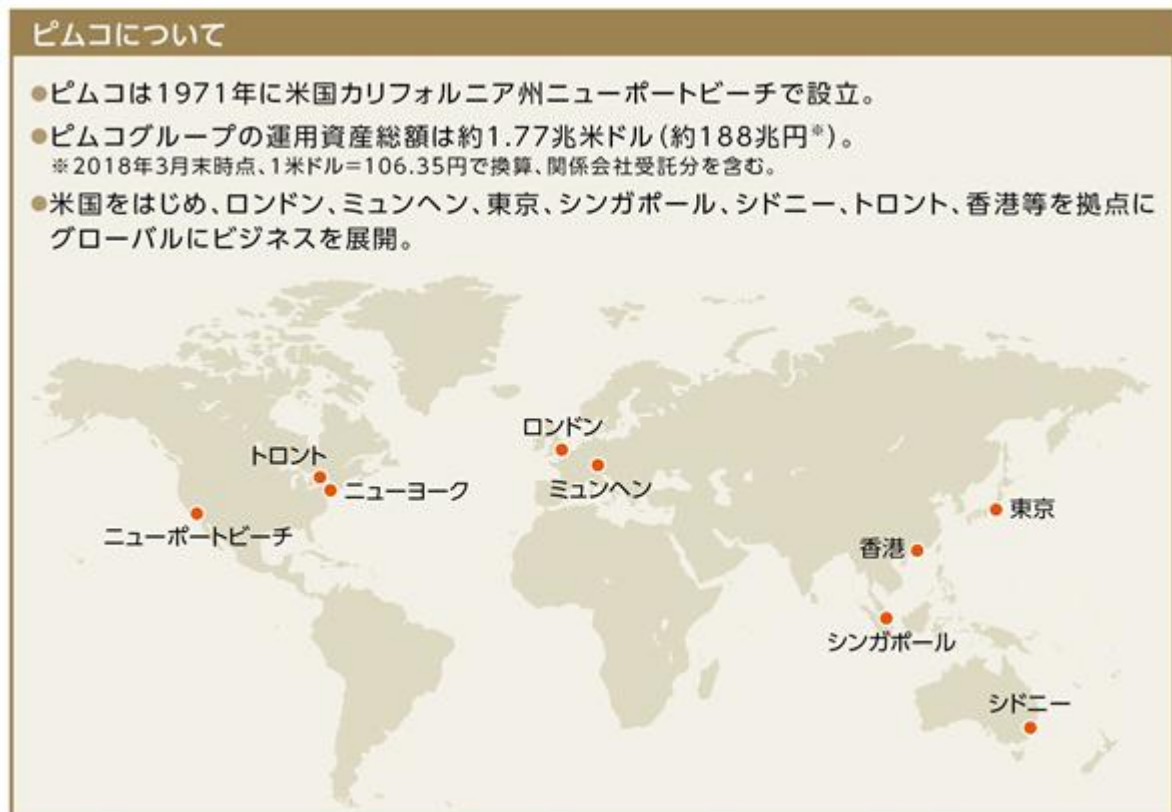 ピムコについて
●ピムコは1971年に米国カリフォルニア州ニューポートビーチで設立。
●ピムコグループの運用資産総額は約1.77兆米ドル(約188兆円※)。
※2018年3月末時点、1米ドル=106.35円で換算、関係会社受託分を含む。
●米国をはじめ、ロンドン、ミュンヘン、東京、シンガポール、シドニー、トロント、香港等を拠点に
グローバルにビジネスを展開。
ロンドン
トロント
ミュンヘン
ニューヨーク
東京
ニューポートビーチ
香港
シンガポール
シドニー